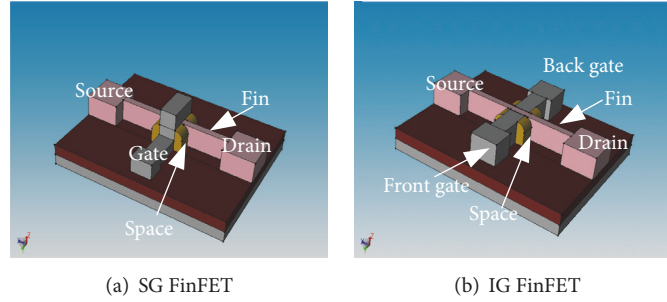 Source
Fin
Gate
Drain
Space
Back gate
Source
Fin
Drain
Front gate
Space
(a) SG FinFET
(b) IG FinFET